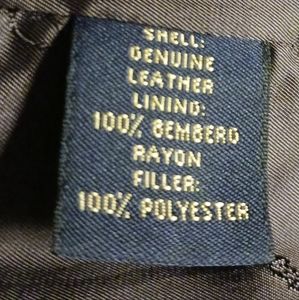 SHELL:
GENUINE
LEATHER
LINING:
100% BEMBERG
RAYON
FILLER:
100% POLYESTER